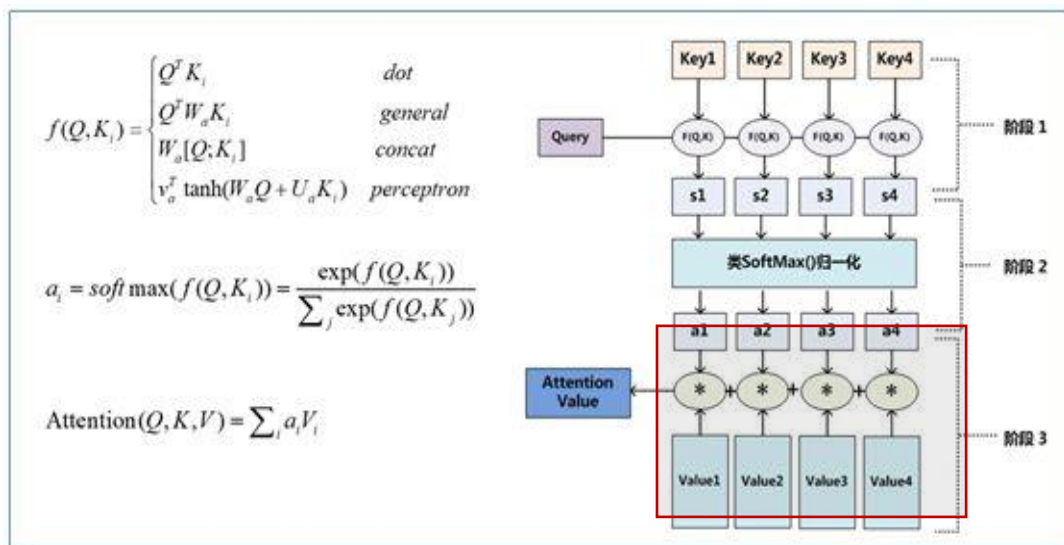 f(Q,K_i) = { Q^T K_i dot
Q^T W_a K_i general
W_a[Q;K_i] concat
v_a^T tanh(W_a Q + U_a K_i) perceptron
a_i = soft max(f(Q,K_i)) = exp(f(Q,K_i)) / ∑_j exp(f(Q,K_j))
Attention(Q,K,V) = ∑_i a_i V_i
Key1 Key2 Key3 Key4
阶段 1
Query F(Q,K) F(Q,K) F(Q,K) F(Q,K)
s1 s2 s3 s4
类SoftMax()归一化
阶段 2
a1 a2 a3 a4
Attention
Value
* + * + * + *
阶段 3
Value1 Value2 Value3 Value4